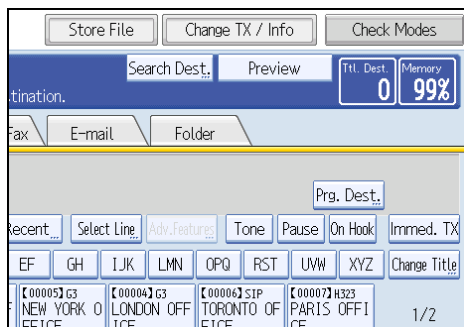 Store File Change TX / Info Check Modes
Search Dest. Preview Ttl. Dest. Memory
tination. 0 99%
Fax E-mail Folder
Prg. Dest.
Recent Select Line Adv.Features Tone Pause On Hook Immed. TX
EF GH IJK LMN OPQ RST UVW XYZ Change Title
【00005】G3 【00004】G3 【00006】SIP 【00007】H323
NEW YORK O LONDON OFF TORONTO OF PARIS OFFI 1/2
FFICE ICE FICE CE